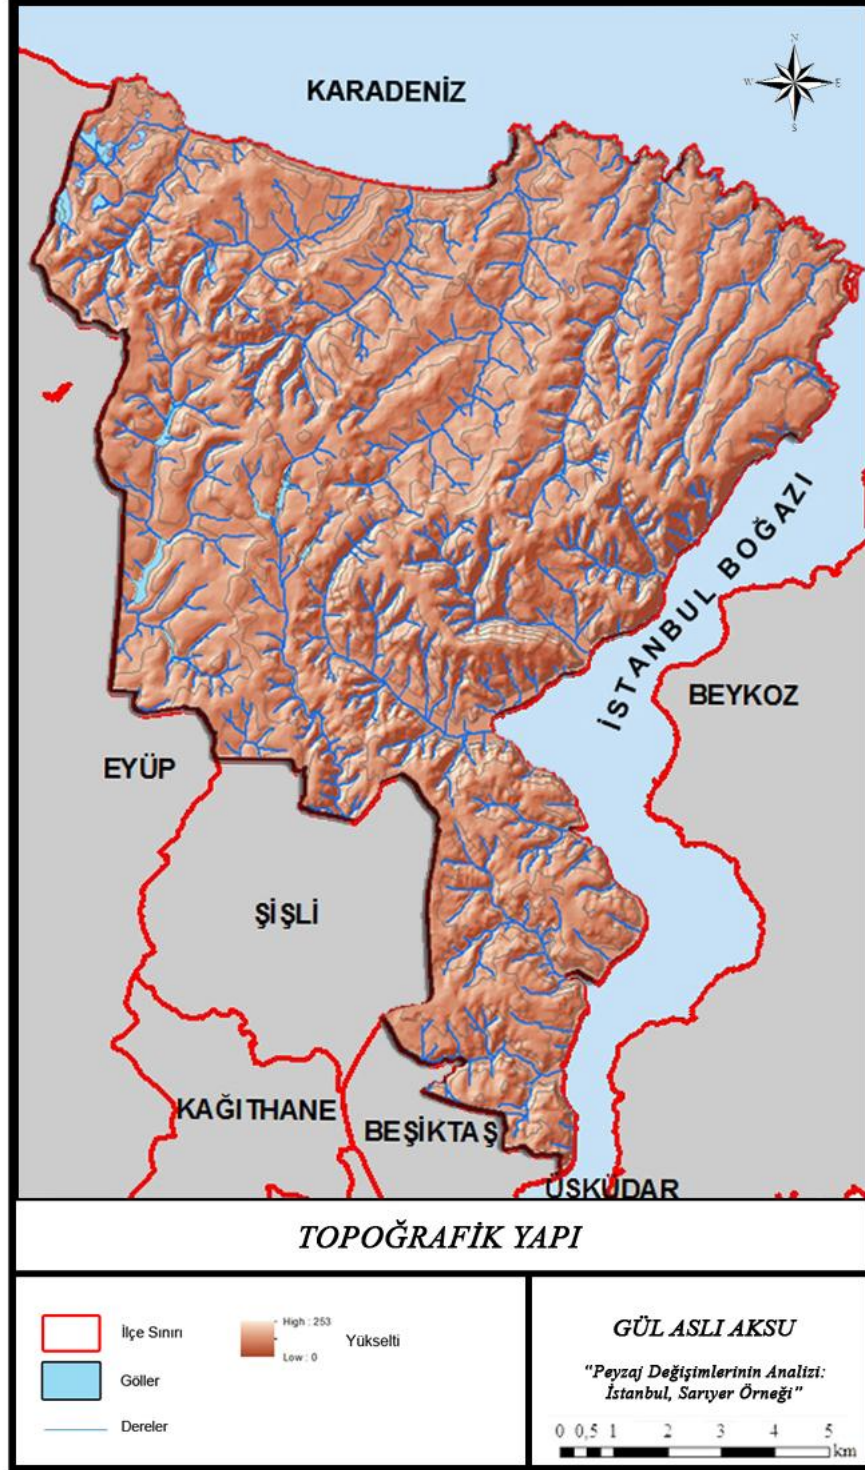 KARADENİZ
N
W
E
S
İSTANBUL BOĞAZI
BEYKOZ
EYÜP
ŞİŞLİ
KAĞITHANE
BEŞİKTAŞ
ÜSKÜDAR
TOPOĞRAFİK YAPI
İlçe Sınırı
Göller
Dereler
High : 253
Low : 0
Yükselti
GÜL ASLI AKSU
“Peyzaj Değişimlerinin Analizi:
İstanbul, Sarıyer Örneği”
0 0,5 1 2 3 4 5
km